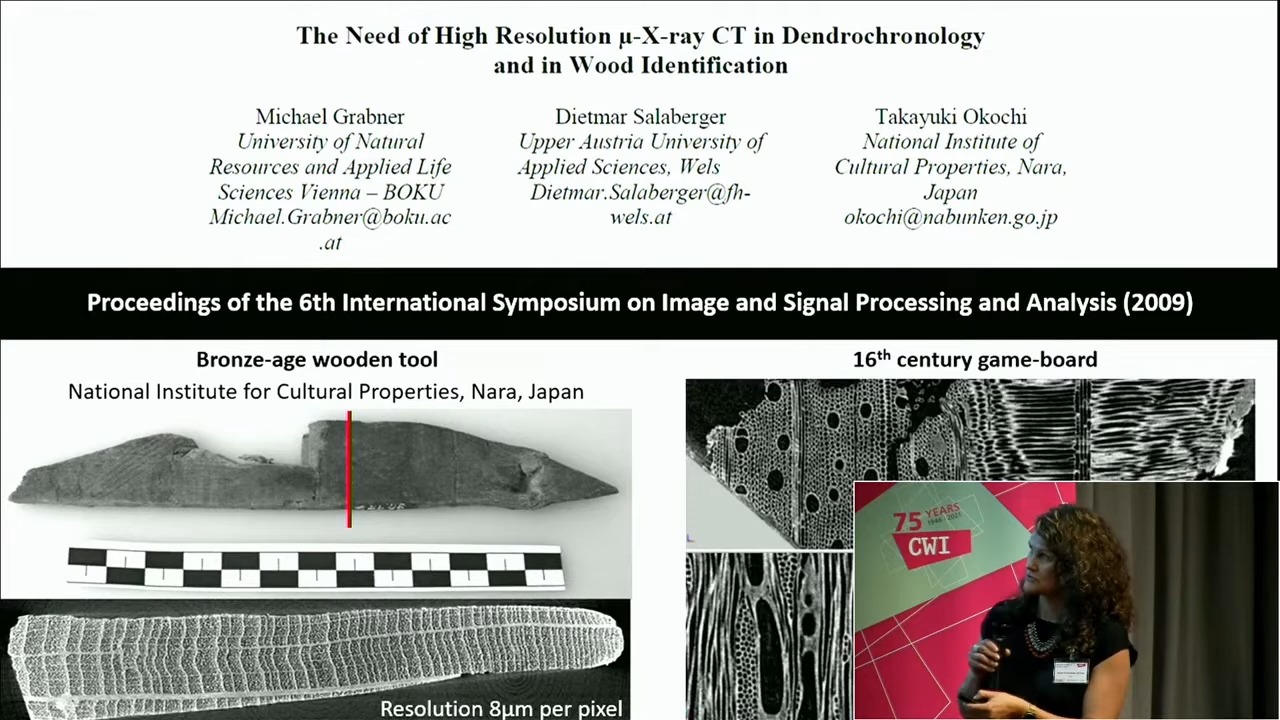 The Need of High Resolution μ-X-ray CT in Dendrochronology
and in Wood Identification
Michael Grabner
University of Natural
Resources and Applied Life
Sciences Vienna – BOKU
Michael.Grabner@boku.ac
.at
Dietmar Salaberger
Upper Austria University of
Applied Sciences, Wels
Dietmar.Salaberger@fh-
wels.at
Takayuki Okochi
National Institute of
Cultural Properties, Nara,
Japan
okochi@nabunken.go.jp
Proceedings of the 6th International Symposium on Image and Signal Processing and Analysis (2009)
Bronze-age wooden tool
National Institute for Cultural Properties, Nara, Japan
Resolution 8μm per pixel
16th century game-board
75 YEARS
1946 - 2021
CWI